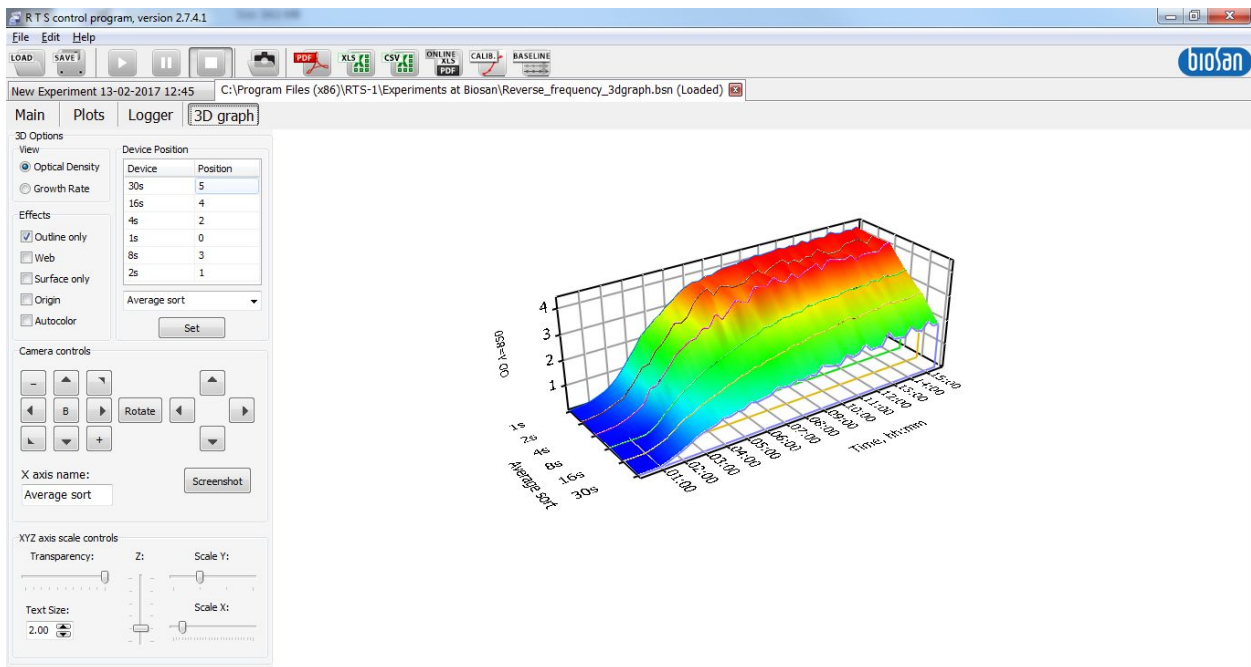 R T S control program, version 2.7.4.1
File Edit Help
LOAD SAVE PDF XLS CSV ONLINE XLS PDF CALIB. BASELINE
biosan
New Experiment 13-02-2017 12:45 C:\Program Files (x86)\RTS-1\Experiments at Biosan\Reverse_frequency_3dgraph.bsn (Loaded)
Main Plots Logger 3D graph
3D Options
View
Optical Density
Growth Rate
Effects
Outline only
Web
Surface only
Origin
Autocolor
Device Position
Device Position
30s 5
16s 4
4s 2
1s 0
8s 3
2s 1
Average sort
Set
Camera controls
- B + Rotate
X axis name:
Average sort
Screenshot
XYZ axis scale controls
Transparency: Z: Scale Y:
Text Size:
2.00
Scale X:
4
3
2
1
OD λ=850
1s
2s
4s
8s
16s
30s
Average sort
01:00
02:00
03:00
04:00
05:00
06:00
07:00
08:00
09:00
10:00
11:00
12:00
13:00
14:00
15:00
Time, hh:mm